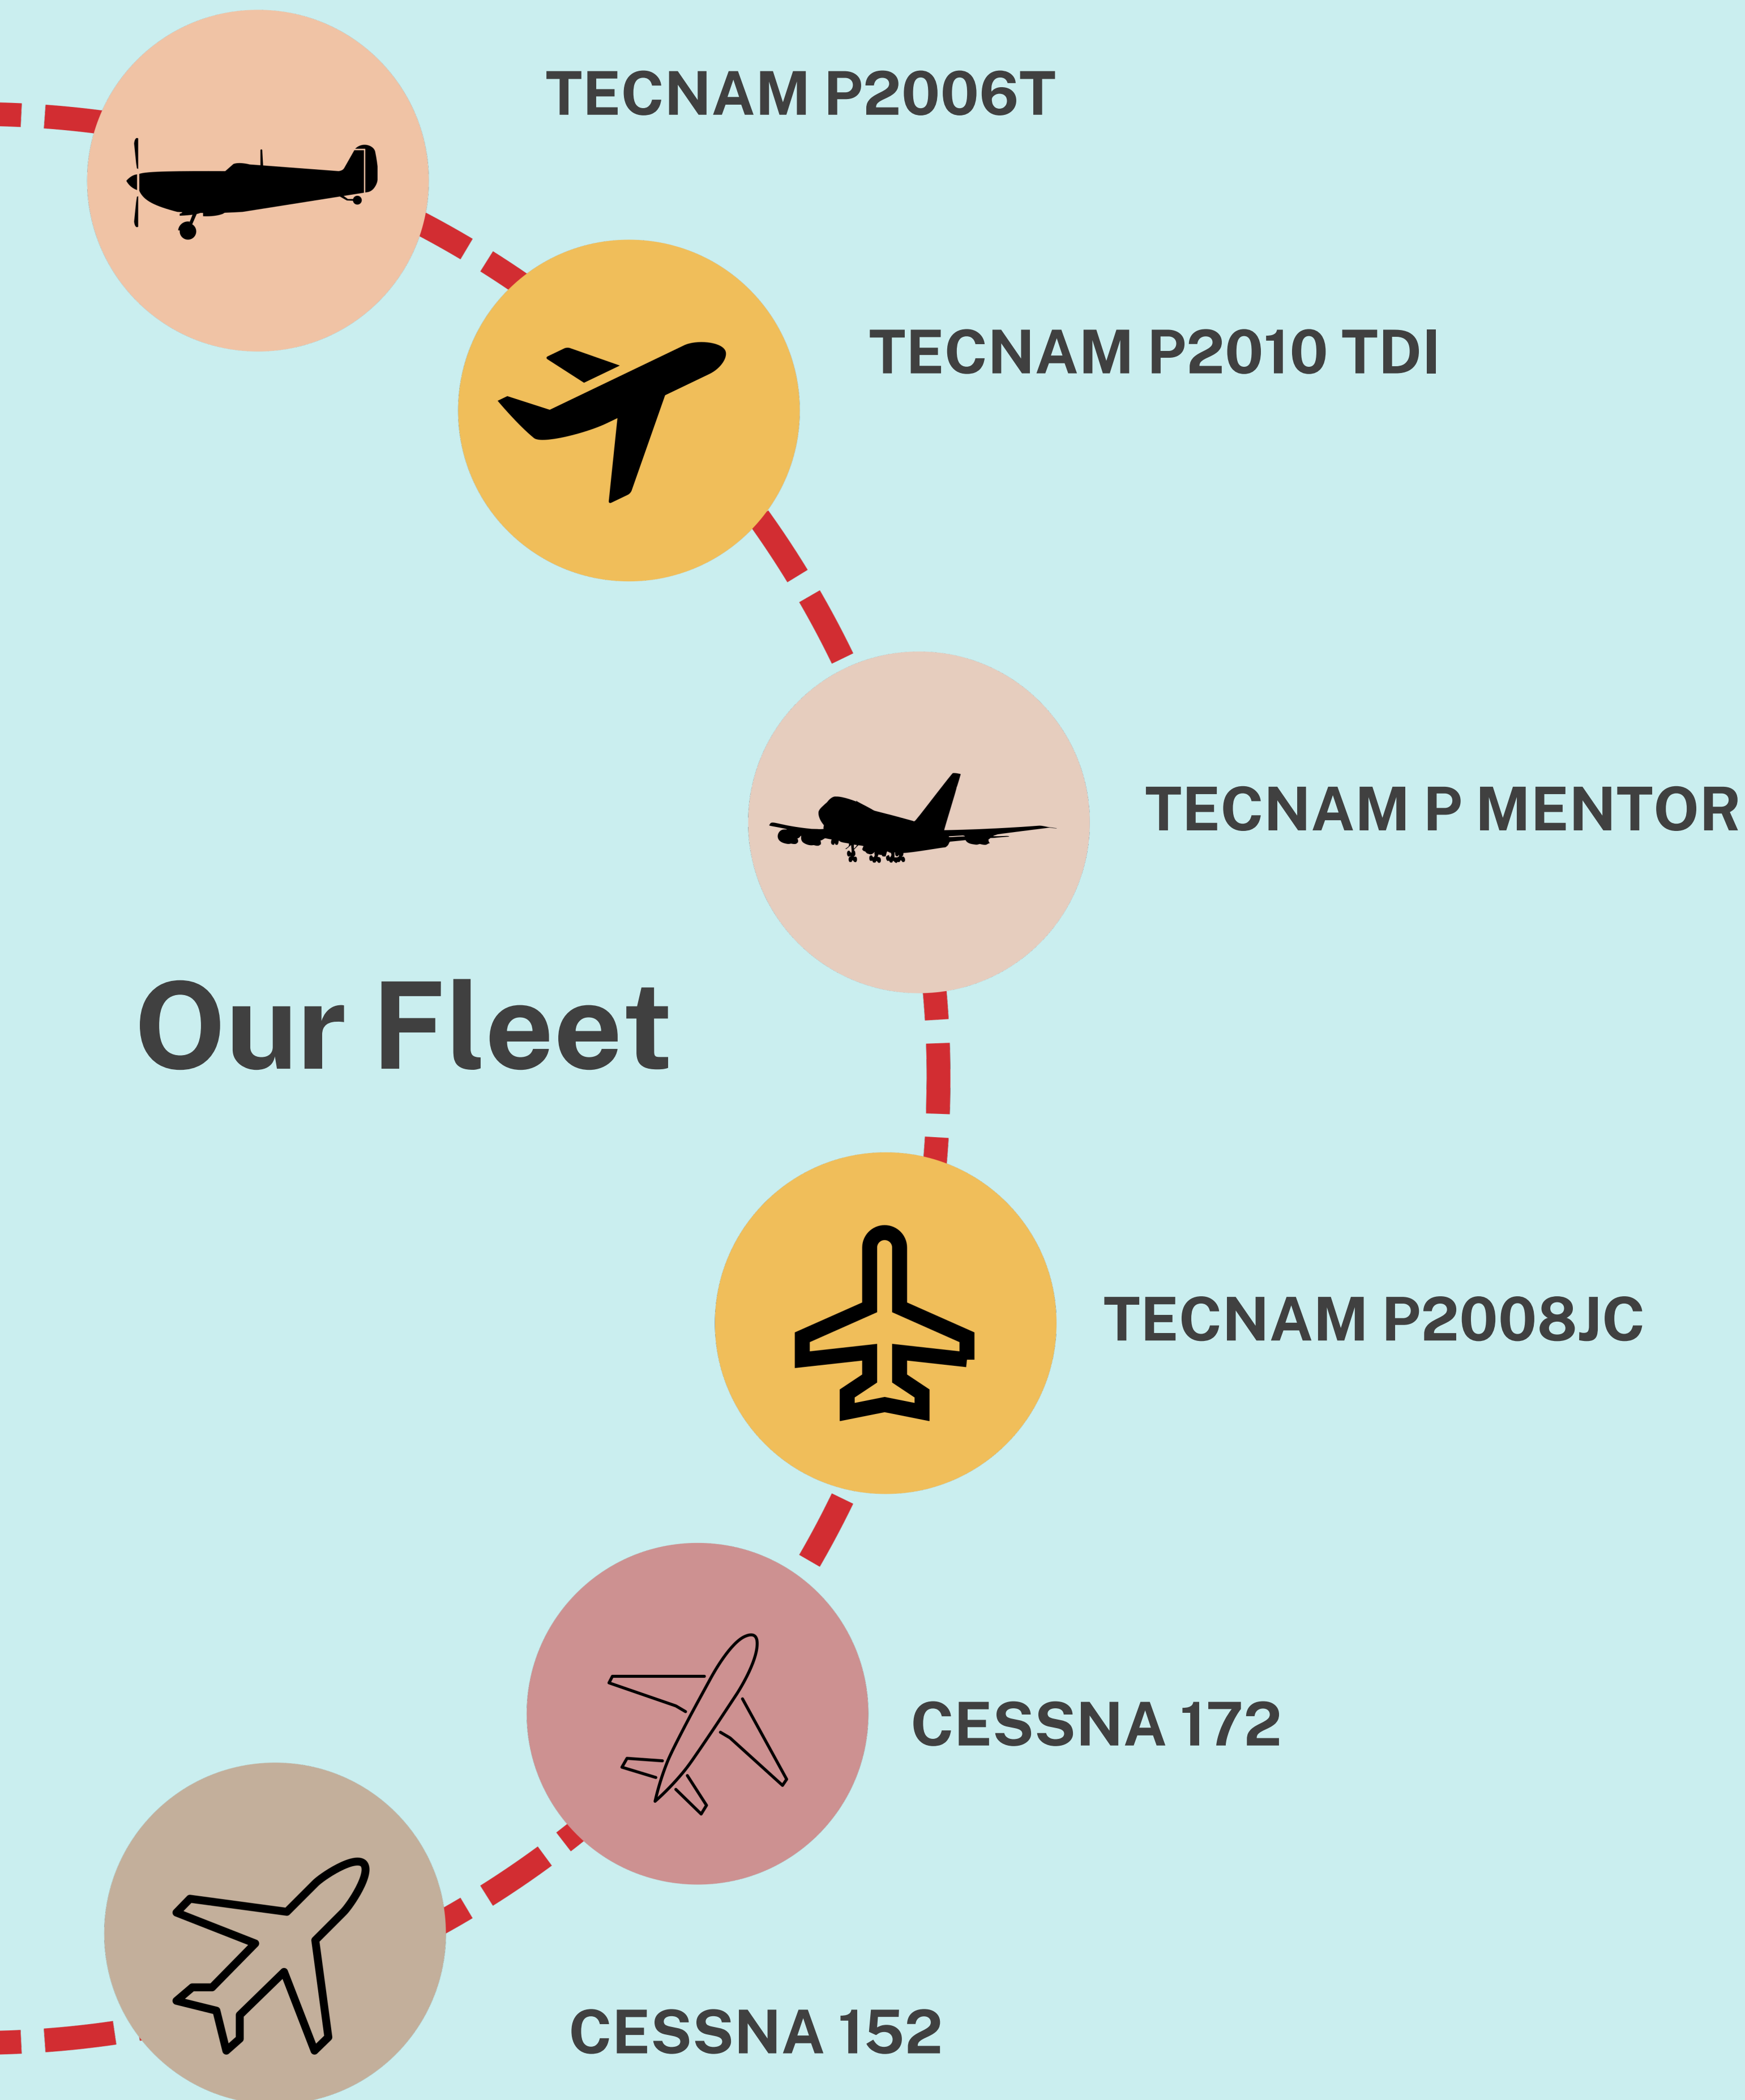 TECNAM P2006T
TECNAM P2010 TDI
TECNAM P MENTOR
Our Fleet
TECNAM P2008JC
CESSNA 172
CESSNA 152